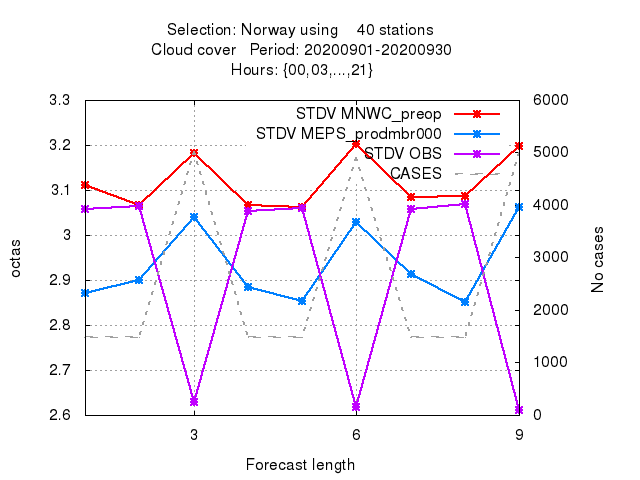 Selection: Norway using    40 stations
Cloud cover   Period: 20200901-20200930
Hours: {00,03,...,21}
3.3
6000
STDV MNWC_preop
STDV MEPS_prodmbr000
STDV OBS
CASES
3.2
5000
3.1
4000
3
3000
2.9
2.8
2000
2.7
1000
2.6
0
octas
No cases
3
6
9
Forecast length